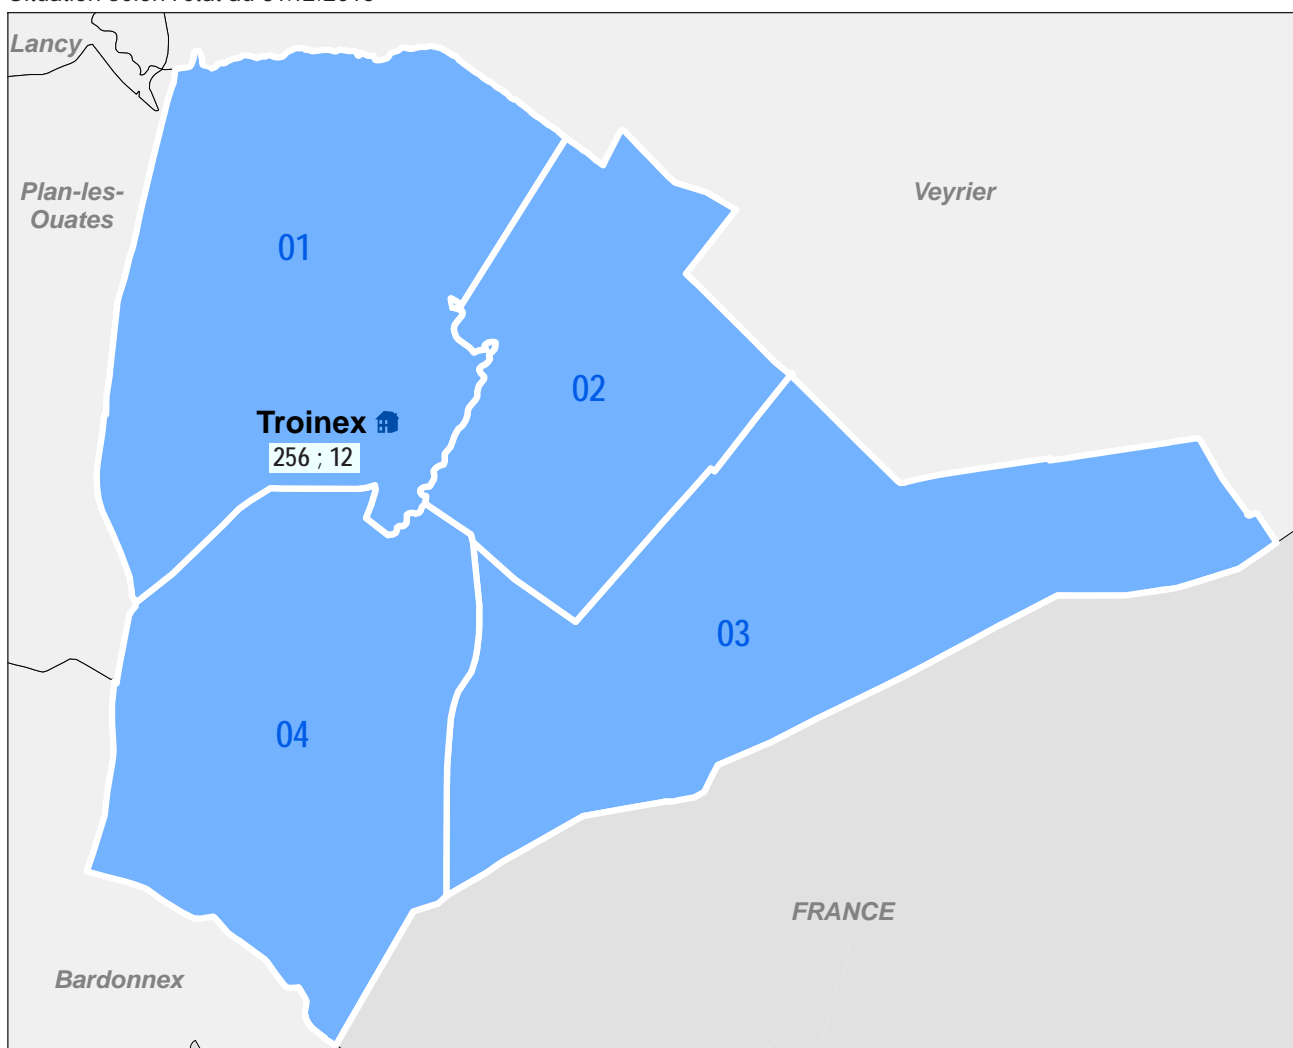 Lancy
Plan-les-
Ouates
Veyrier
01
02
Troinex
256 ; 12
03
04
FRANCE
Bardonnex